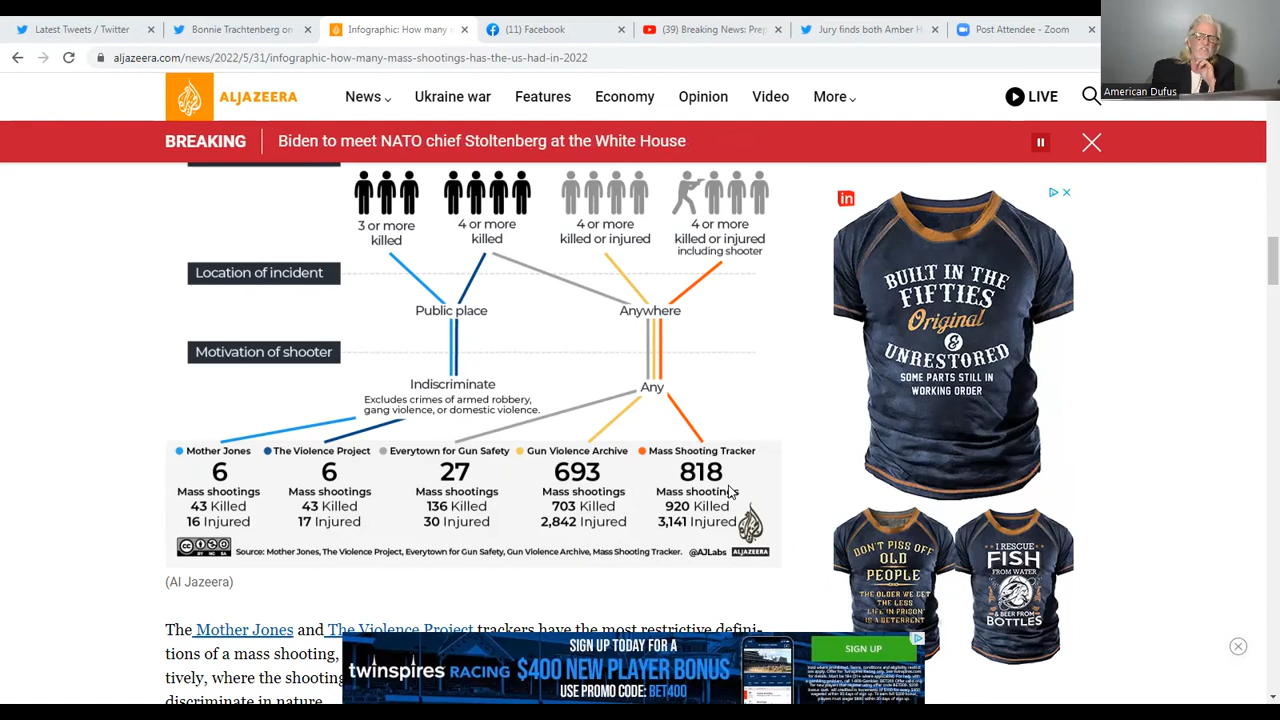 Latest Tweets / Twitter
Bonnie Trachtenberg on
Infographic: How many
(11) Facebook
(39) Breaking News: Prep
Jury finds both Amber H
Post Attendee - Zoom
aljazeera.com/news/2022/5/31/infographic-how-many-mass-shootings-has-the-us-had-in-2022
American Dufus
ALJAZEERA
News
Ukraine war
Features
Economy
Opinion
Video
More
LIVE
BREAKING
Biden to meet NATO chief Stoltenberg at the White House
3 or more
killed
4 or more
killed
4 or more
killed or injured
4 or more
killed or injured
including shooter
Location of incident
Public place
Anywhere
Motivation of shooter
Indiscriminate
Excludes crimes of armed robbery,
gang violence, or domestic violence.
Any
Mother Jones
6
Mass shootings
43 Killed
16 Injured
The Violence Project
6
Mass shootings
43 Killed
17 Injured
Everytown for Gun Safety
27
Mass shootings
136 Killed
30 Injured
Gun Violence Archive
693
Mass shootings
703 Killed
2,842 Injured
Mass Shooting Tracker
818
Mass shootings
920 Killed
3,141 Injured
Source: Mother Jones, The Violence Project, Everytown for Gun Safety, Gun Violence Archive, Mass Shooting Tracker.
@AJLabs
ALJAZEERA
(Al Jazeera)
The Mother Jones and The Violence Project trackers have the most restrictive defini-
tions of a mass shooting,
where the shooting
in
BUILT IN THE
FIFTIES
Original
&
UNRESTORED
SOME PARTS STILL IN
WORKING ORDER
DON'T PISS OFF
OLD
PEOPLE
THE OLDER WE GET
THE LESS
LIFE IN PRISON
IS A DETERRENT
I RESCUE
FISH
FROM WATER
& BEER FROM
BOTTLES
twinspires RACING
SIGN UP TODAY FOR A
$400 NEW PLAYER BONUS
USE PROMO CODE: BET400
SIGN UP